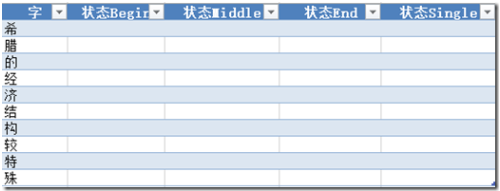 字 状态Begin 状态Middle 状态End 状态Single
希
腊
的
经
济
结
构
较
特
殊